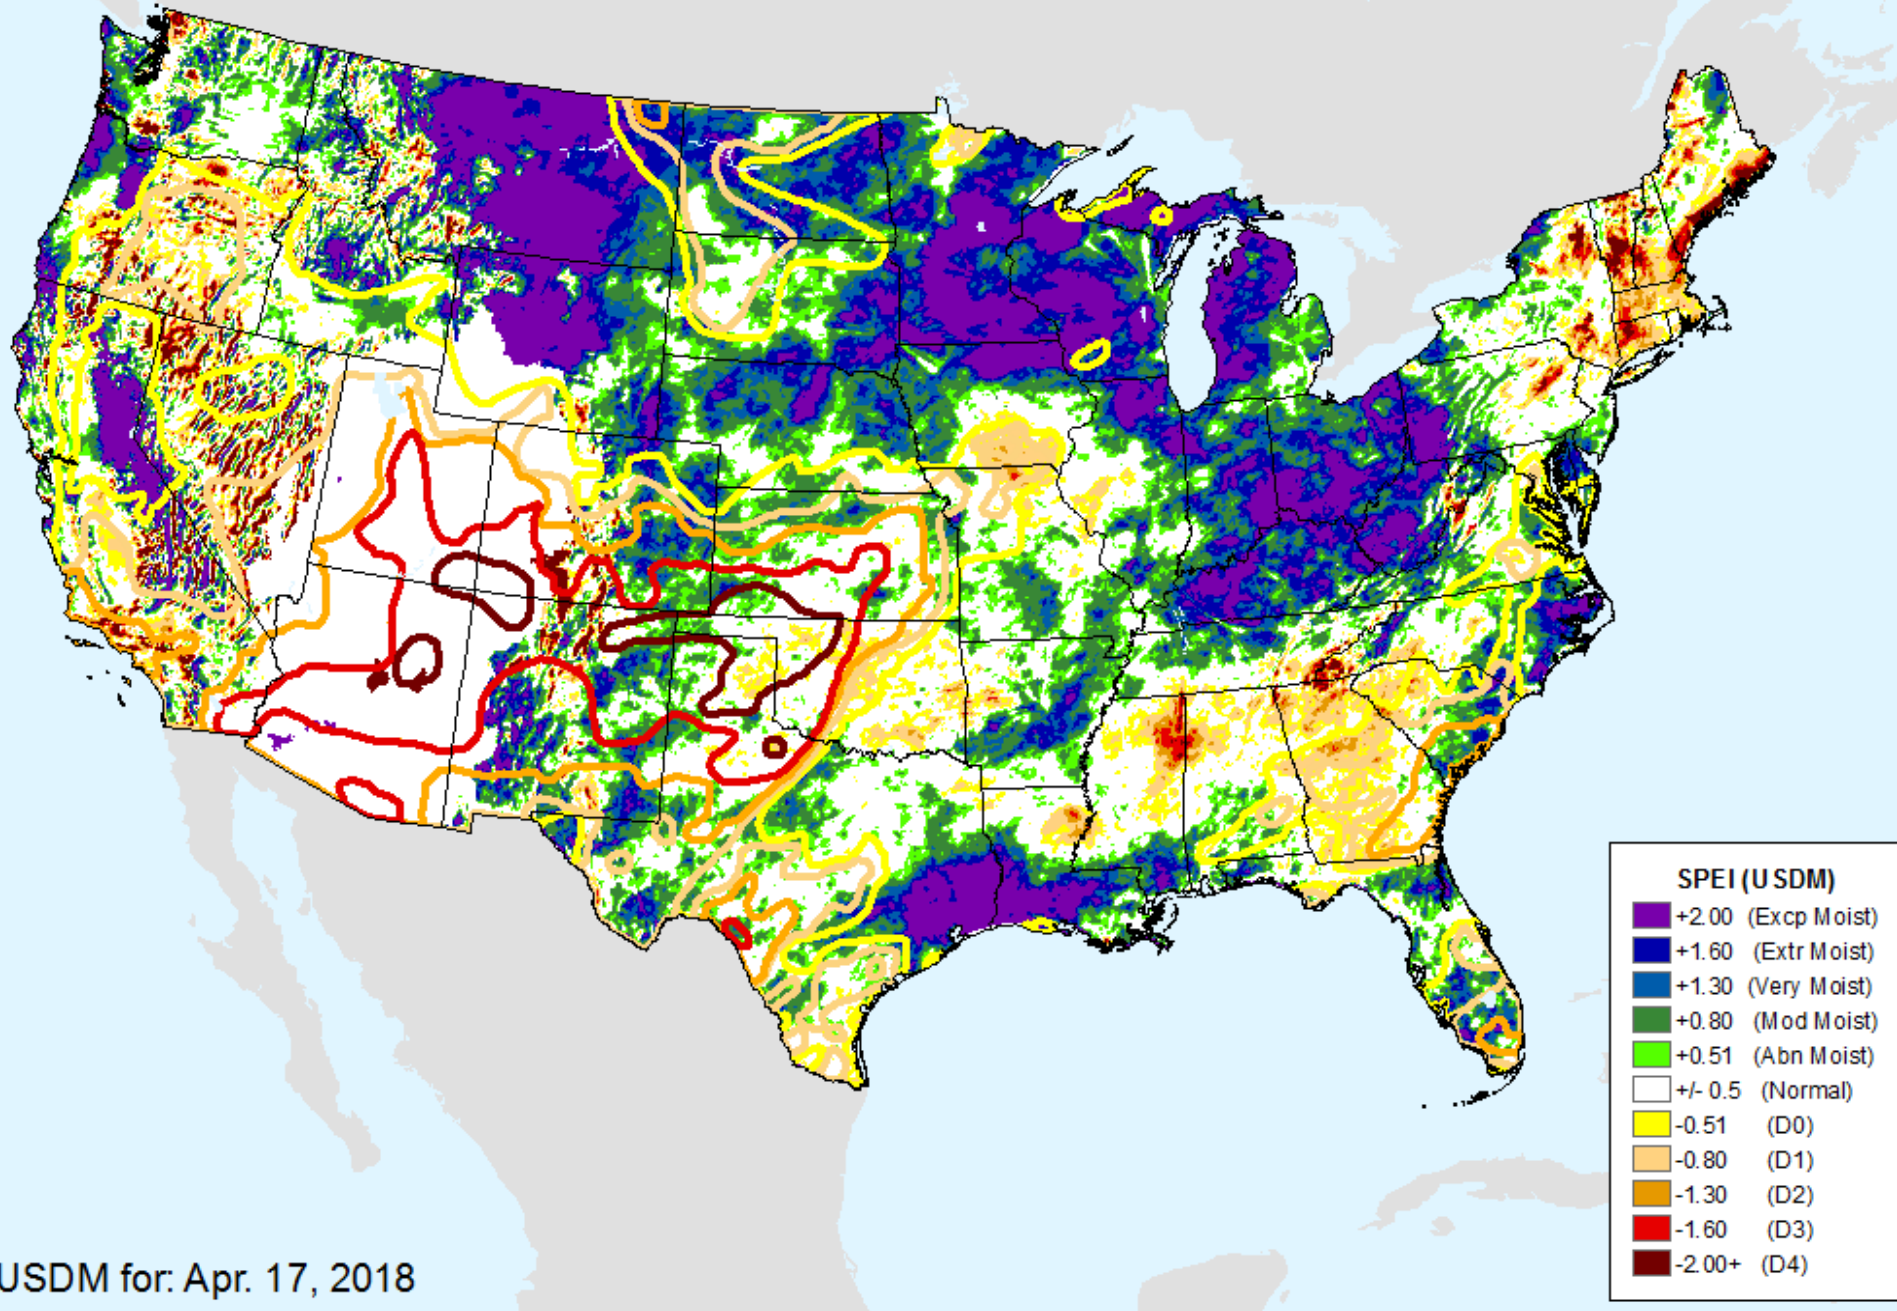 SPEI (USDM)
+2.00 (Excp Moist)
+1.60 (Extr Moist)
+1.30 (Very Moist)
+0.80 (Mod Moist)
+0.51 (Abn Moist)
+/- 0.5 (Normal)
-0.51 (D0)
-0.80 (D1)
-1.30 (D2)
-1.60 (D3)
-2.00+ (D4)
USDM for: Apr. 17, 2018